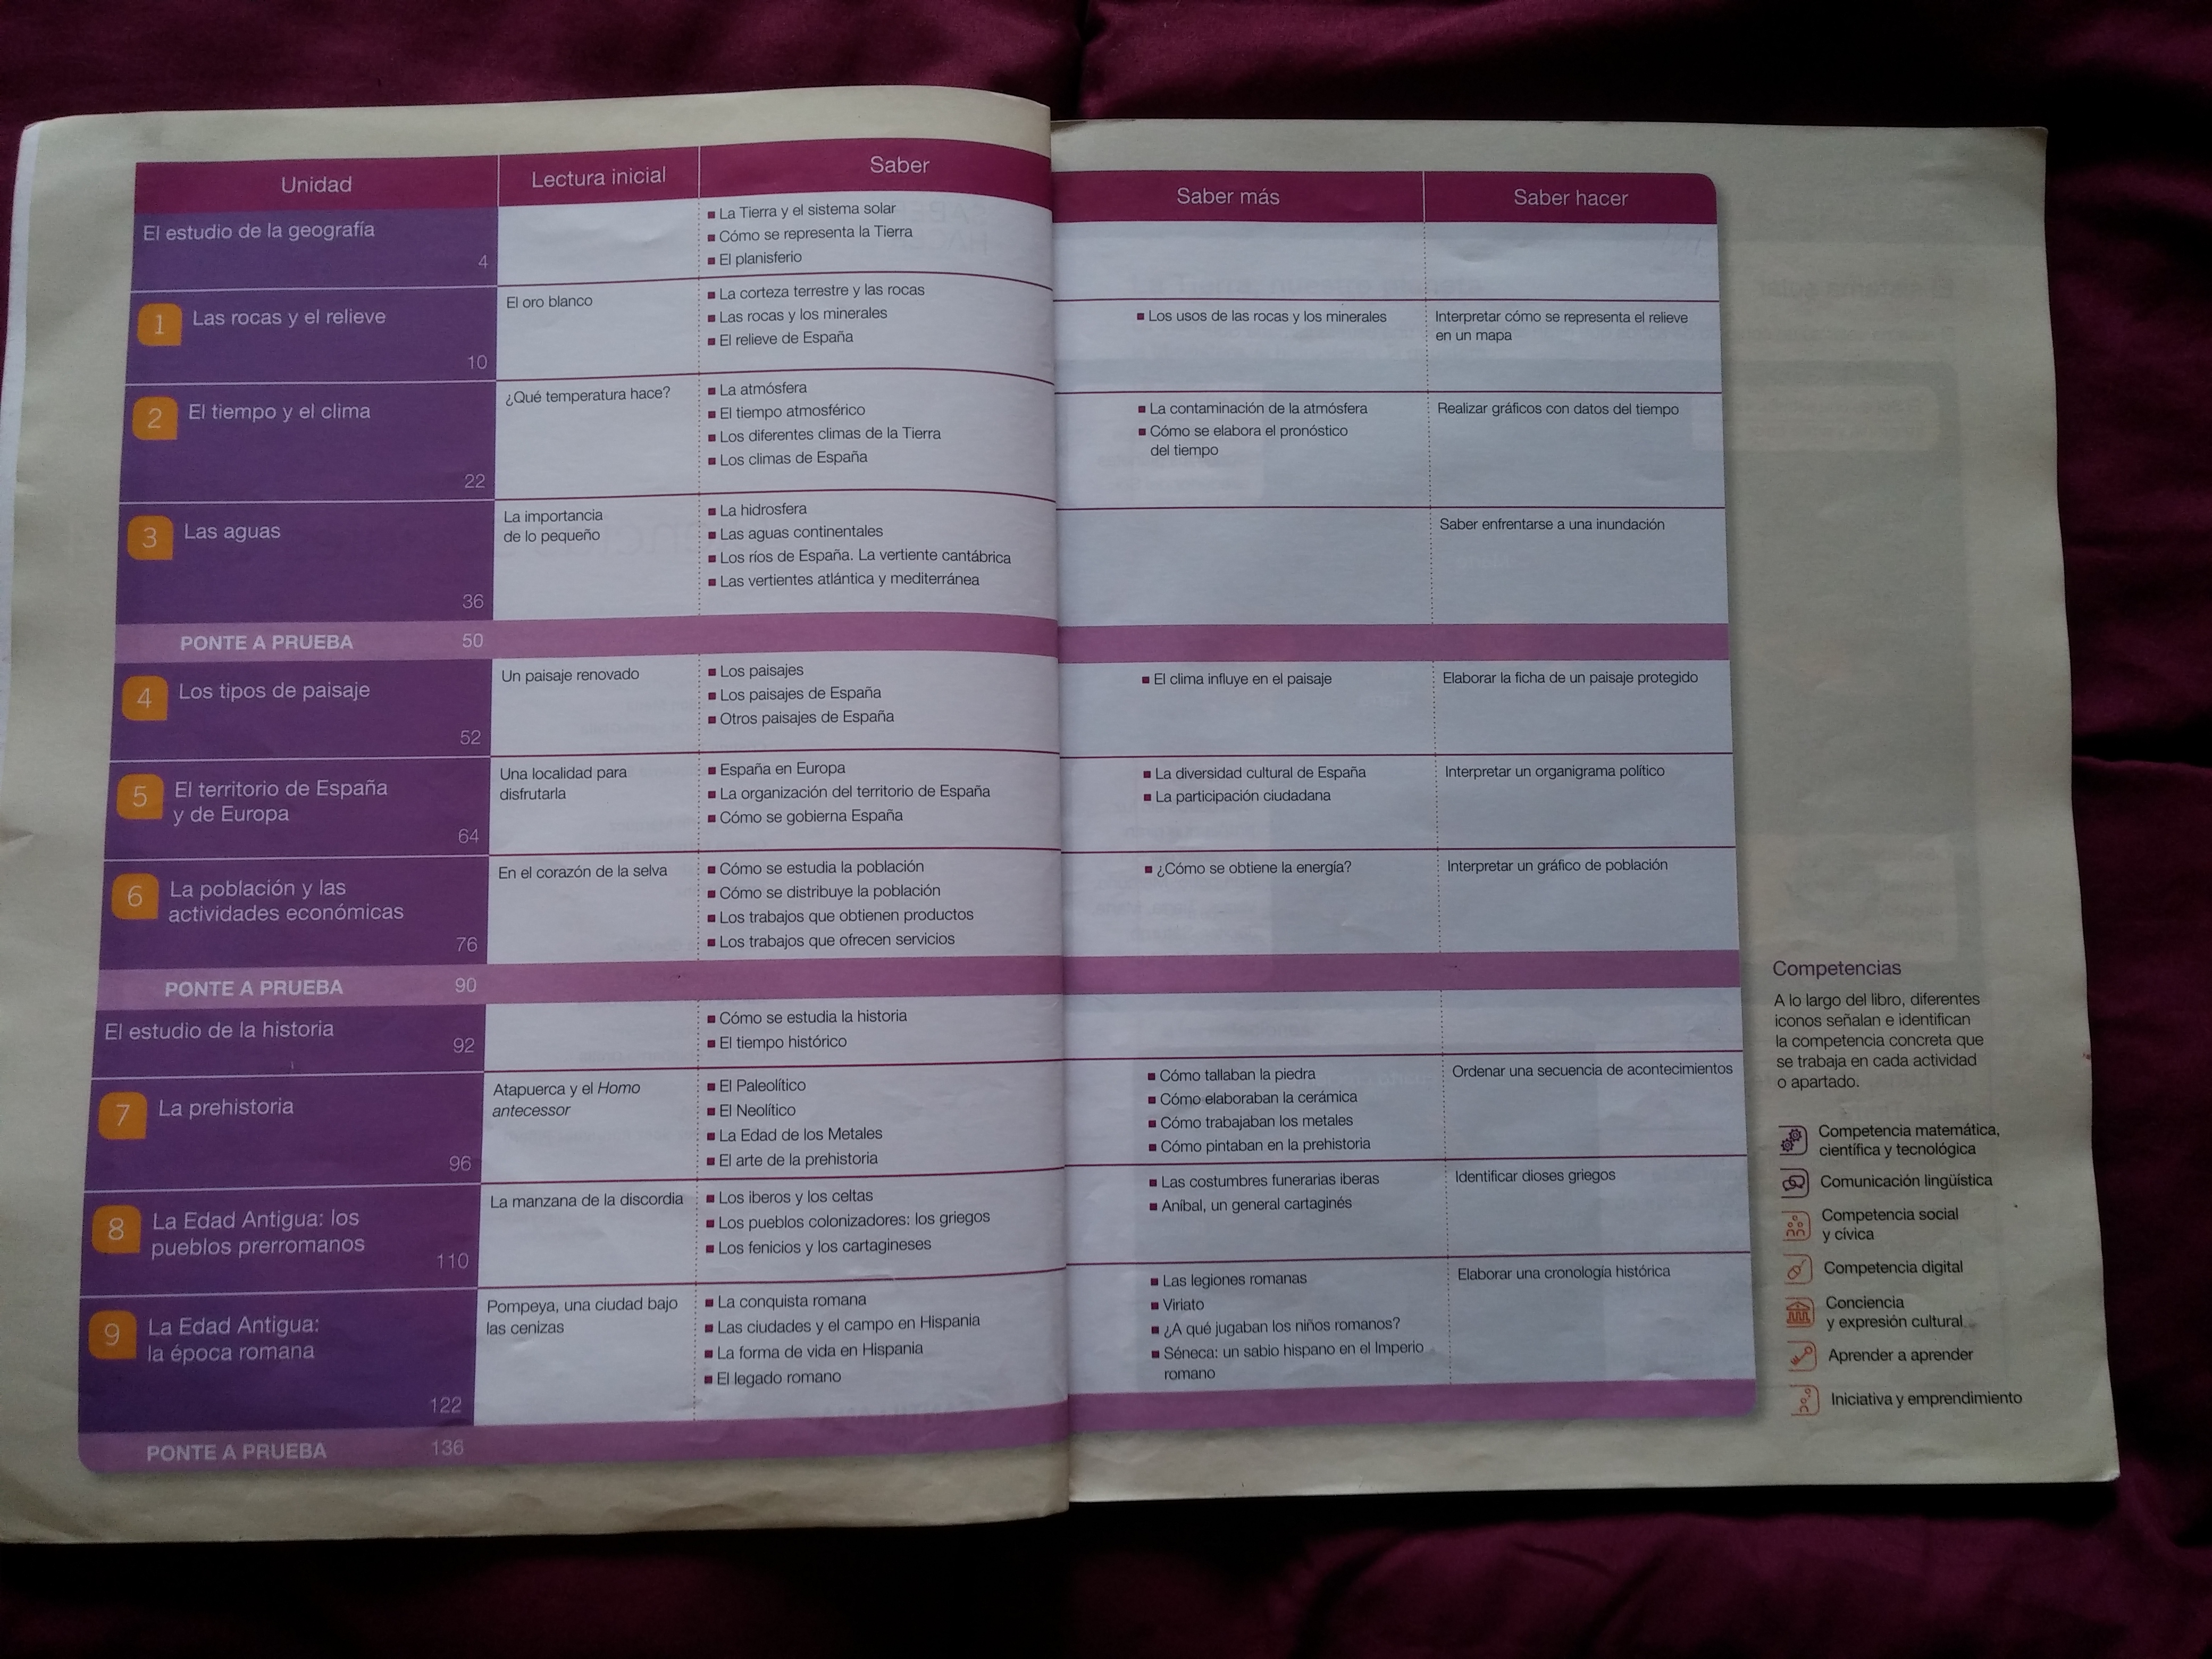 Unidad
Lectura inicial
Saber
Saber más
Saber hacer
El estudio de la geografía
4
La Tierra y el sistema solar
Cómo se representa la Tierra
El planisferio
1
Las rocas y el relieve
10
El oro blanco
La corteza terrestre y las rocas
Las rocas y los minerales
El relieve de España
Los usos de las rocas y los minerales
Interpretar cómo se representa el relieve
en un mapa
2
El tiempo y el clima
22
¿Qué temperatura hace?
La atmósfera
El tiempo atmosférico
Los diferentes climas de la Tierra
Los climas de España
La contaminación de la atmósfera
Cómo se elabora el pronóstico
del tiempo
Realizar gráficos con datos del tiempo
3
Las aguas
36
La importancia
de lo pequeño
La hidrosfera
Las aguas continentales
Los ríos de España. La vertiente cantábrica
Las vertientes atlántica y mediterránea
Saber enfrentarse a una inundación
PONTE A PRUEBA 50
4
Los tipos de paisaje
52
Un paisaje renovado
Los paisajes
Los paisajes de España
Otros paisajes de España
El clima influye en el paisaje
Elaborar la ficha de un paisaje protegido
5
El territorio de España
y de Europa
64
Una localidad para
disfrutarla
España en Europa
La organización del territorio de España
Cómo se gobierna España
La diversidad cultural de España
La participación ciudadana
Interpretar un organigrama político
6
La población y las
actividades económicas
76
En el corazón de la selva
Cómo se estudia la población
Cómo se distribuye la población
Los trabajos que obtienen productos
Los trabajos que ofrecen servicios
¿Cómo se obtiene la energía?
Interpretar un gráfico de población
PONTE A PRUEBA 90
El estudio de la historia
92
Cómo se estudia la historia
El tiempo histórico
7
La prehistoria
96
Atapuerca y el Homo
antecessor
El Paleolítico
El Neolítico
La Edad de los Metales
El arte de la prehistoria
Cómo tallaban la piedra
Cómo elaboraban la cerámica
Cómo trabajaban los metales
Cómo pintaban en la prehistoria
Ordenar una secuencia de acontecimientos
8
La Edad Antigua: los
pueblos prerromanos
110
La manzana de la discordia
Los iberos y los celtas
Los pueblos colonizadores: los griegos
Los fenicios y los cartagineses
Las costumbres funerarias iberas
Aníbal, un general cartaginés
Identificar dioses griegos
9
La Edad Antigua:
la época romana
122
Pompeya, una ciudad bajo
las cenizas
La conquista romana
Las ciudades y el campo en Hispania
La forma de vida en Hispania
El legado romano
Las legiones romanas
Viriato
¿A qué jugaban los niños romanos?
Séneca: un sabio hispano en el Imperio
romano
Elaborar una cronología histórica
PONTE A PRUEBA 136
Competencias
A lo largo del libro, diferentes
iconos señalan e identifican
la competencia concreta que
se trabaja en cada actividad
o apartado.
Competencia matemática,
científica y tecnológica
Comunicación lingüística
Competencia social
y cívica
Competencia digital
Conciencia
y expresión cultural
Aprender a aprender
Iniciativa y emprendimiento